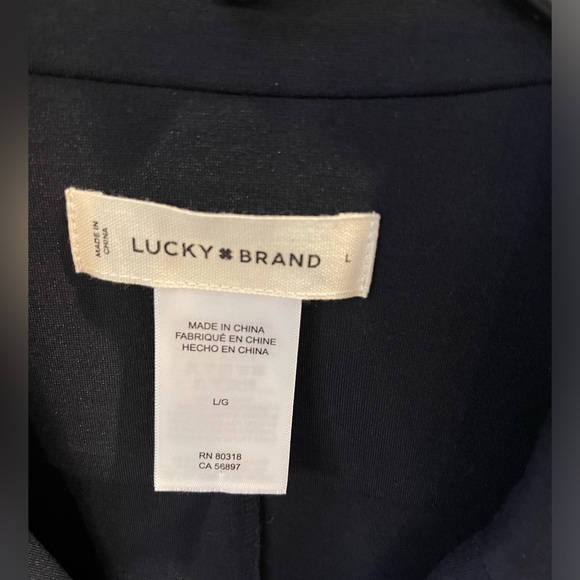 MADE IN
CHINA
LUCKY BRAND
L
MADE IN CHINA
FABRIQUÉ EN CHINE
HECHO EN CHINA
L/G
RN 80318
CA 56897